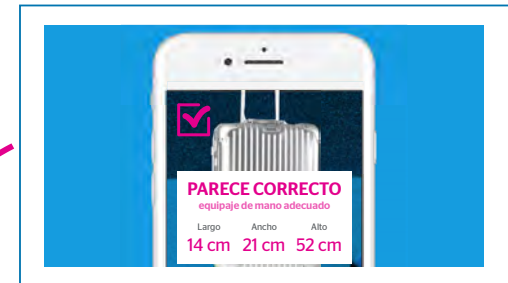 PARECE CORRECTO
equipaje de mano adecuado
Largo Ancho Alto
14 cm 21 cm 52 cm